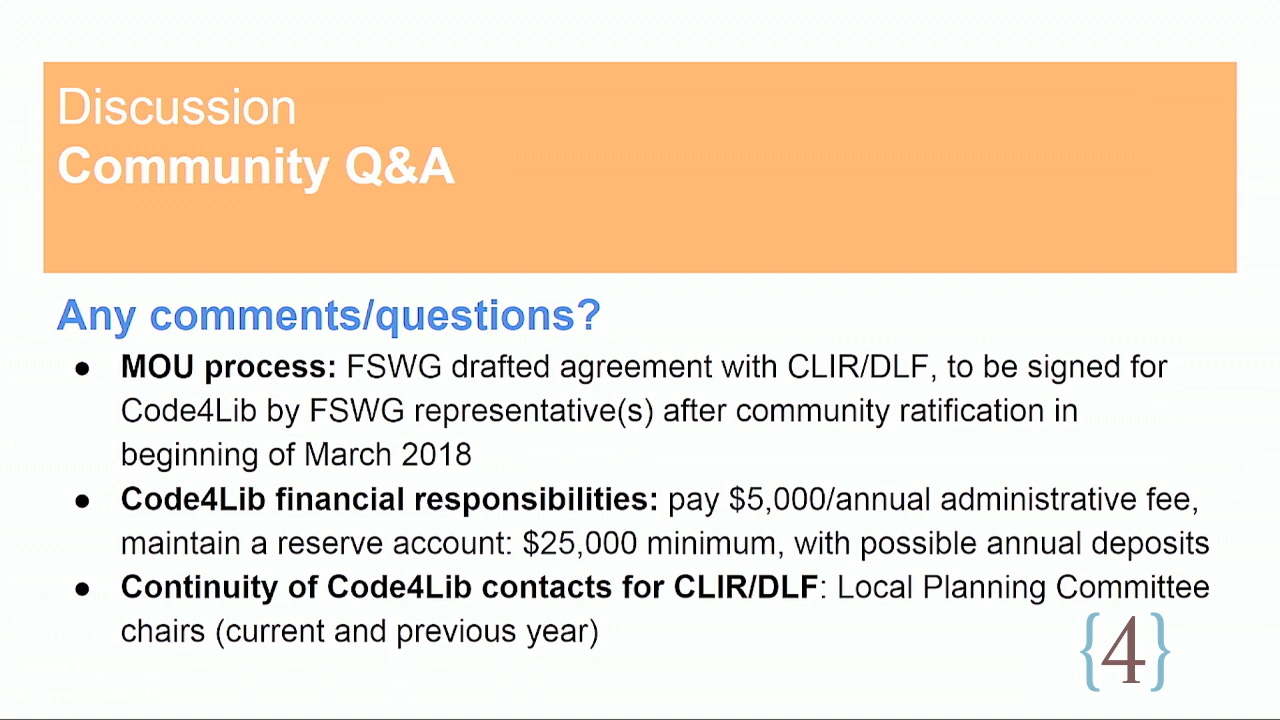 Discussion
Community Q&A
Any comments/questions?
● MOU process: FSWG drafted agreement with CLIR/DLF, to be signed for
Code4Lib by FSWG representative(s) after community ratification in
beginning of March 2018
● Code4Lib financial responsibilities: pay $5,000/annual administrative fee,
maintain a reserve account: $25,000 minimum, with possible annual deposits
● Continuity of Code4Lib contacts for CLIR/DLF: Local Planning Committee
chairs (current and previous year)
{4}